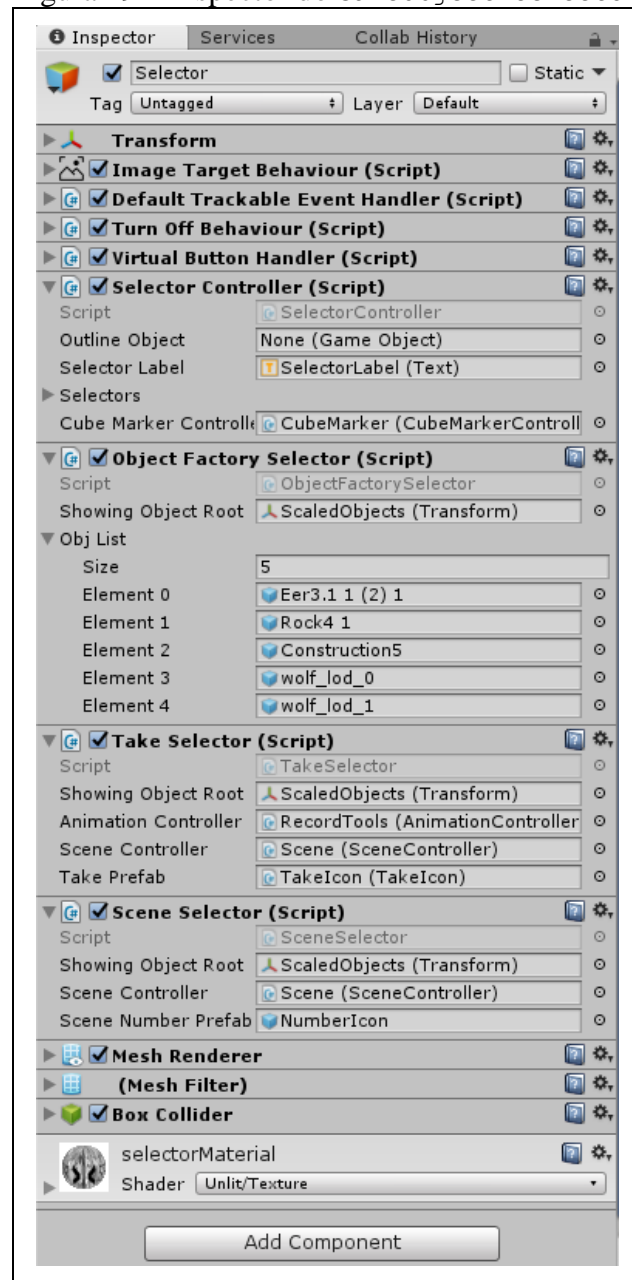 Inspector Services Collab History
Selector Static
Tag Untagged Layer Default
Transform
Image Target Behaviour (Script)
Default Trackable Event Handler (Script)
Turn Off Behaviour (Script)
Virtual Button Handler (Script)
Selector Controller (Script)
Script SelectorController
Outline Object None (Game Object)
Selector Label SelectorLabel (Text)
Selectors
Cube Marker Controlle CubeMarker (CubeMarkerControll
Object Factory Selector (Script)
Script ObjectFactorySelector
Showing Object Root ScaledObjects (Transform)
Obj List
Size 5
Element 0 Eer3.1 1 (2) 1
Element 1 Rock4 1
Element 2 Construction5
Element 3 wolf_lod_0
Element 4 wolf_lod_1
Take Selector (Script)
Script TakeSelector
Showing Object Root ScaledObjects (Transform)
Animation Controller RecordTools (AnimationController
Scene Controller Scene (SceneController)
Take Prefab TakeIcon (TakeIcon)
Scene Selector (Script)
Script SceneSelector
Showing Object Root ScaledObjects (Transform)
Scene Controller Scene (SceneController)
Scene Number Prefab NumberIcon
Mesh Renderer
(Mesh Filter)
Box Collider
selectorMaterial
Shader Unlit/Texture
Add Component